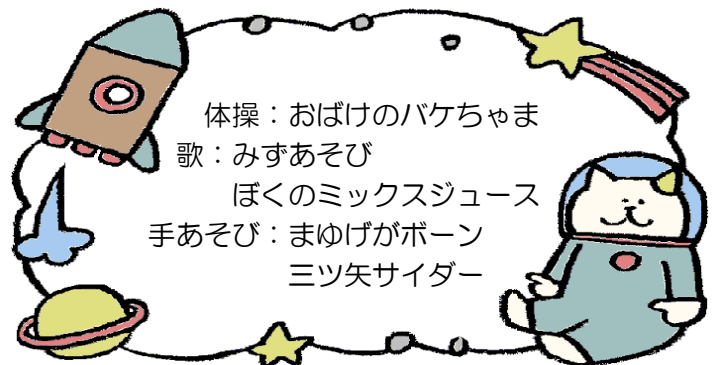 体操：おばけのバケちゃま
歌：みずあそび
ぼくのミックスジュース
手あそび：まゆげがボーン
三ツ矢サイダー